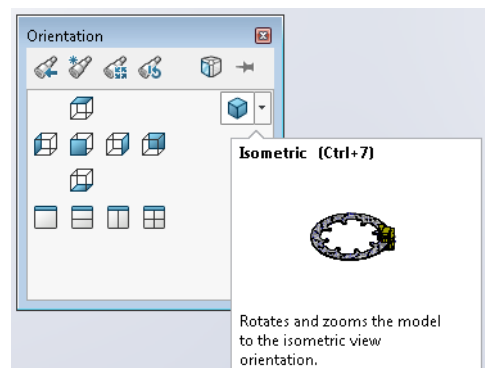 Orientation
Isometric (Ctrl+7)
Rotates and zooms the model
to the isometric view
orientation.